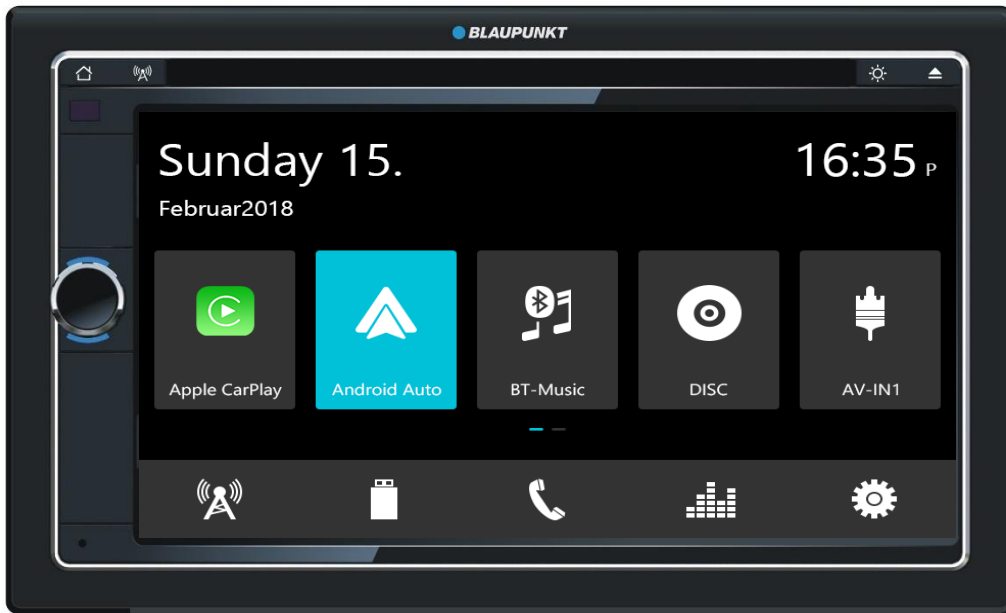 BLAUPUNKT
Sunday 15.
16:35 P
Februar2018
Apple CarPlay
Android Auto
BT-Music
DISC
AV-IN1